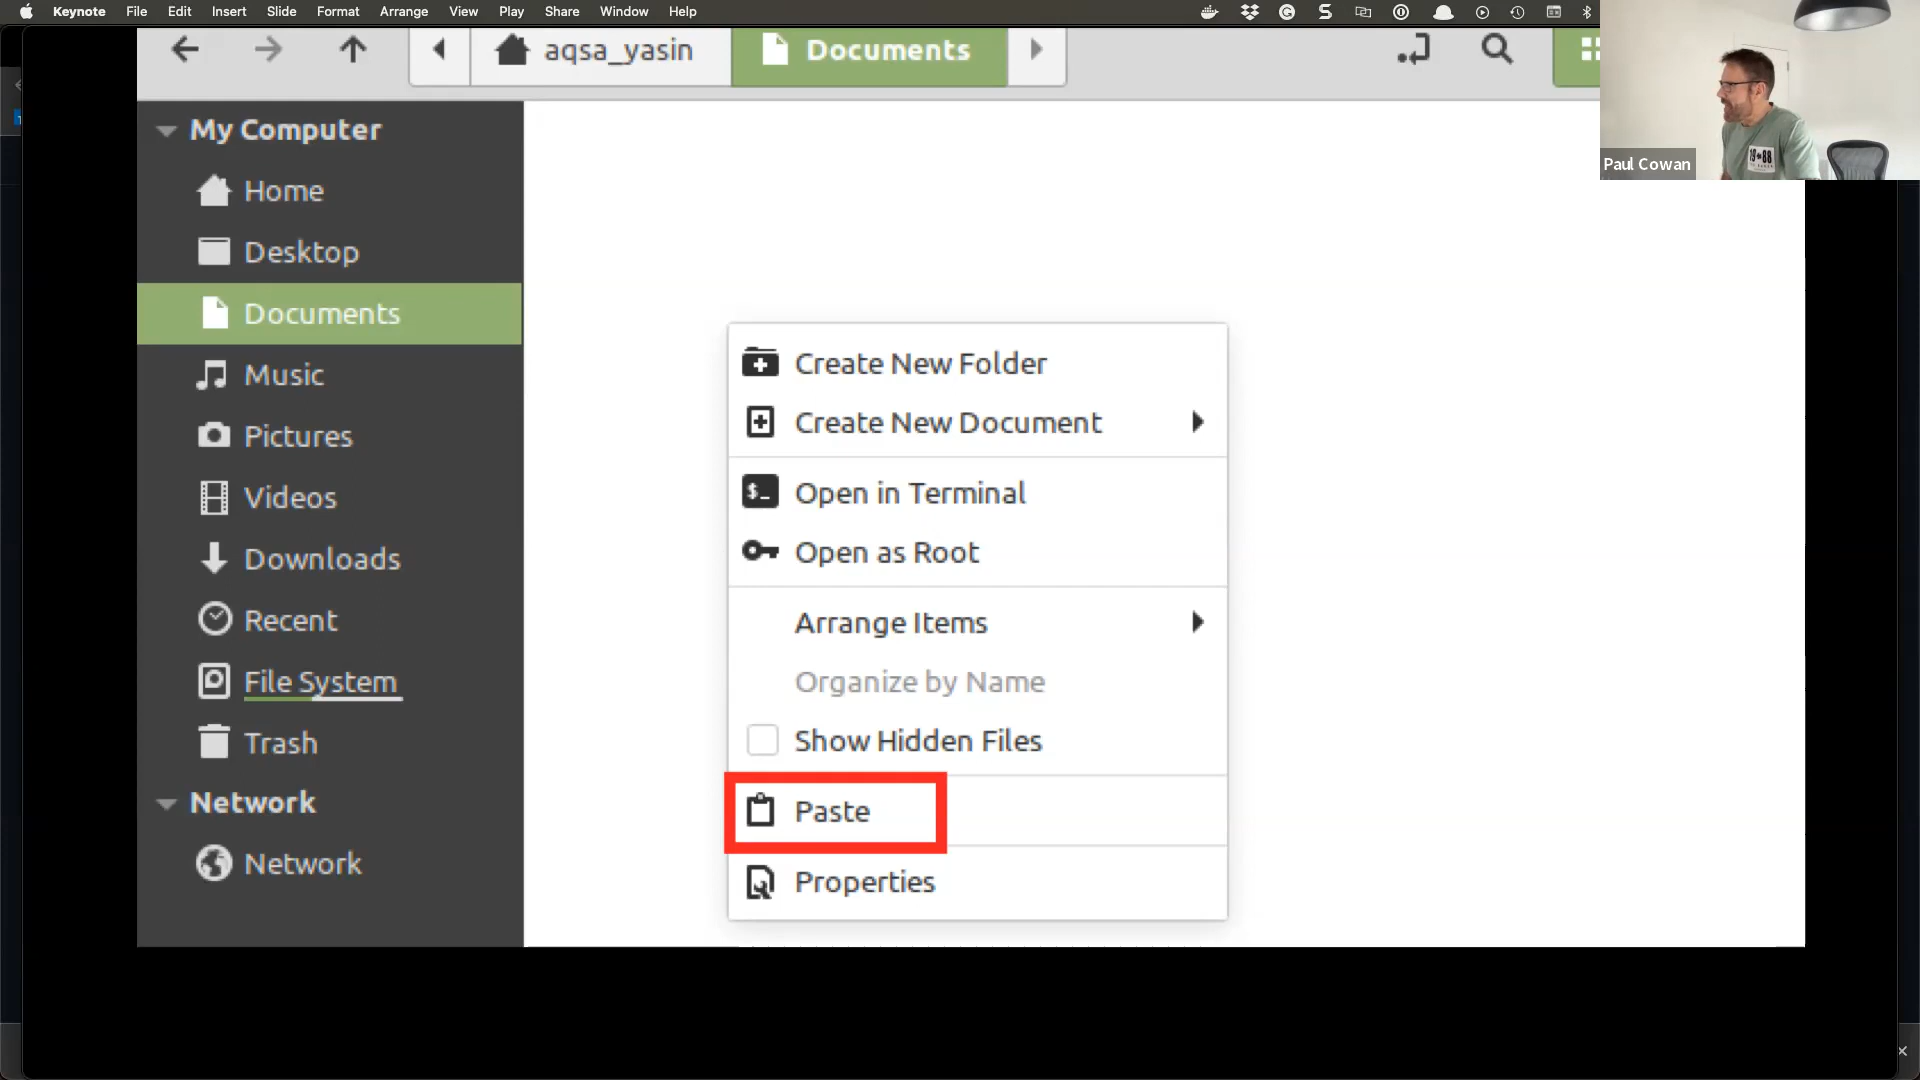 Keynote File Edit Insert Slide Format Arrange View Play Share Window Help
aqsa_yasin Documents
Paul Cowan
My Computer
Home
Desktop
Documents
Music
Pictures
Videos
Downloads
Recent
File System
Trash
Network
Network
Create New Folder
Create New Document
Open in Terminal
Open as Root
Arrange Items
Organize by Name
Show Hidden Files
Paste
Properties